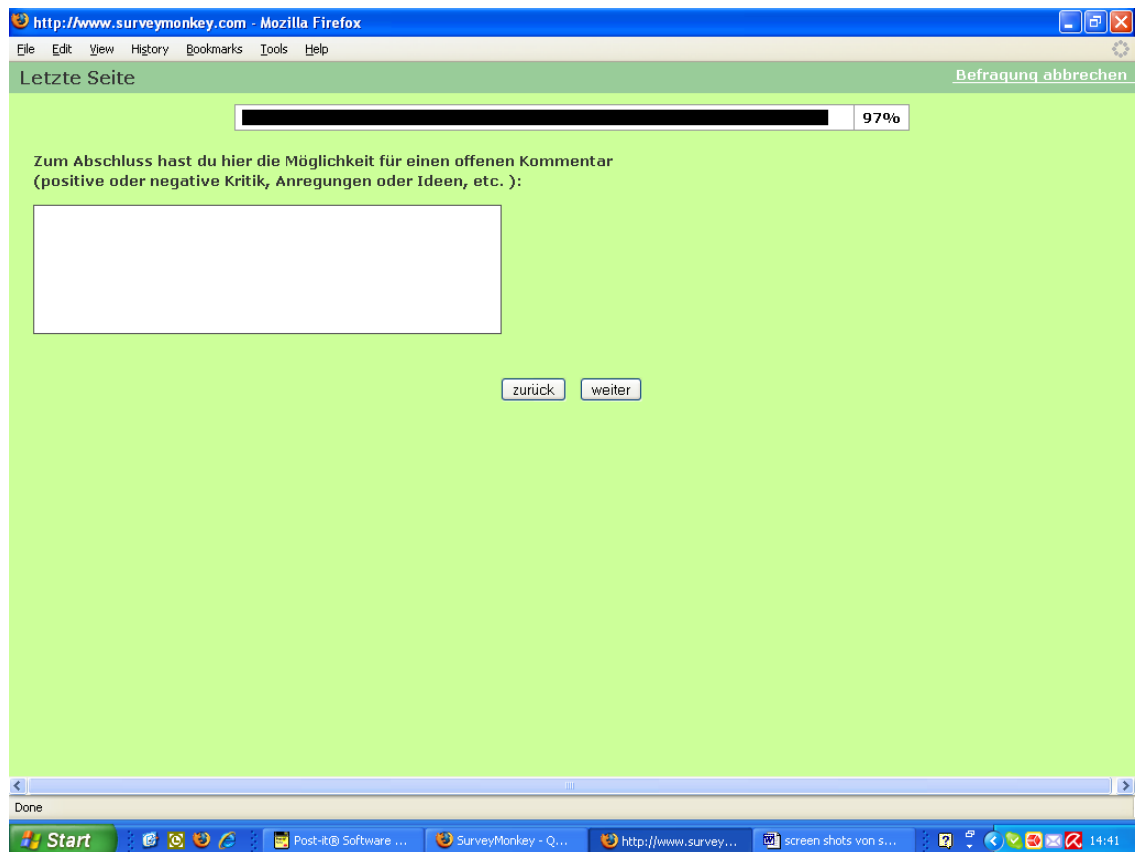 http://www.surveymonkey.com - Mozilla Firefox
File Edit View History Bookmarks Tools Help
Letzte Seite Befragung abbrechen
97%
Zum Abschluss hast du hier die Möglichkeit für einen offenen Kommentar
(positive oder negative Kritik, Anregungen oder Ideen, etc. ):
zurück weiter
Done
Start Post-it® Software ... SurveyMonkey - Q... http://www.survey... screen shots von s... 14:41